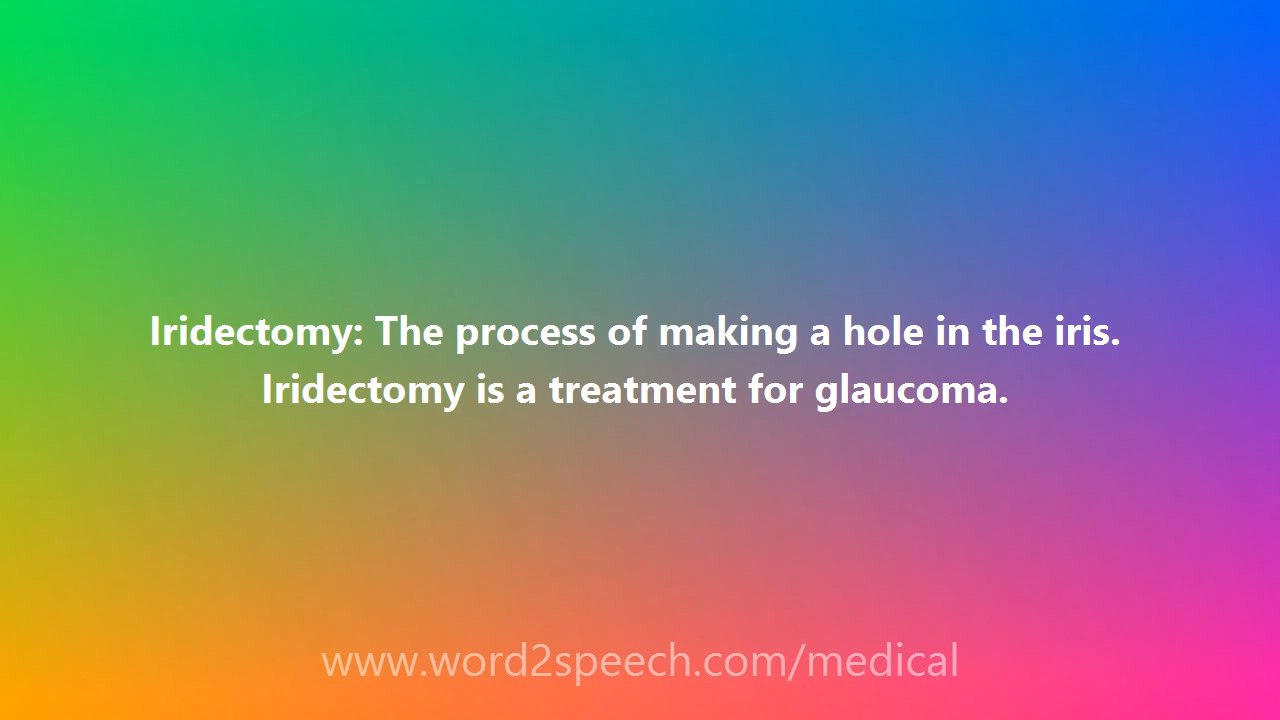 Iridectomy: The process of making a hole in the iris.
Iridectomy is a treatment for glaucoma.
www.word2speech.com/medical